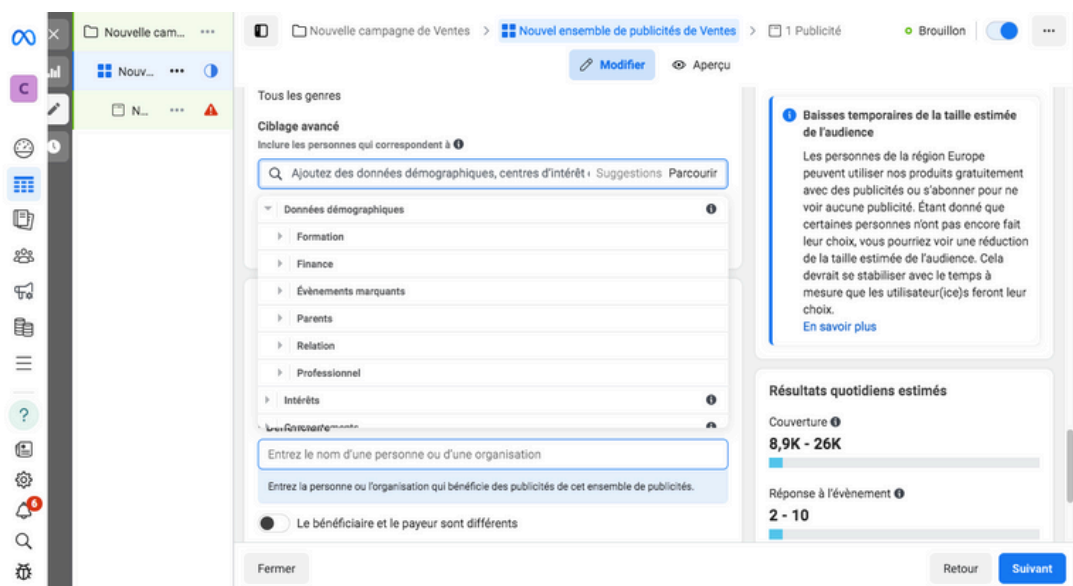 Nouvelle cam...
Nouv...
N...
C
6
Nouvelle campagne de Ventes > Nouvel ensemble de publicités de Ventes > 1 Publicité
Brouillon
Modifier
Aperçu
Tous les genres
Ciblage avancé
Inclure les personnes qui correspondent à
Ajoutez des données démographiques, centres d'intérêt Suggestions Parcourir
Données démographiques
Formation
Finance
Évènements marquants
Parents
Relation
Professionnel
Intérêts
Comportements
Bénéficiaire
Entrez le nom d'une personne ou d'une organisation
Entrez la personne ou l'organisation qui bénéficie des publicités de cet ensemble de publicités.
Le bénéficiaire et le payeur sont différents
Baisses temporaires de la taille estimée
de l'audience
Les personnes de la région Europe
peuvent utiliser nos produits gratuitement
avec des publicités ou s'abonner pour ne
voir aucune publicité. Étant donné que
certaines personnes n'ont pas encore fait
leur choix, vous pourriez voir une réduction
de la taille estimée de l'audience. Cela
devrait se stabiliser avec le temps à
mesure que les utilisateur(ice)s feront leur
choix.
En savoir plus
Résultats quotidiens estimés
Couverture
8,9K - 26K
Réponse à l'évènement
2 - 10
Fermer
Retour
Suivant